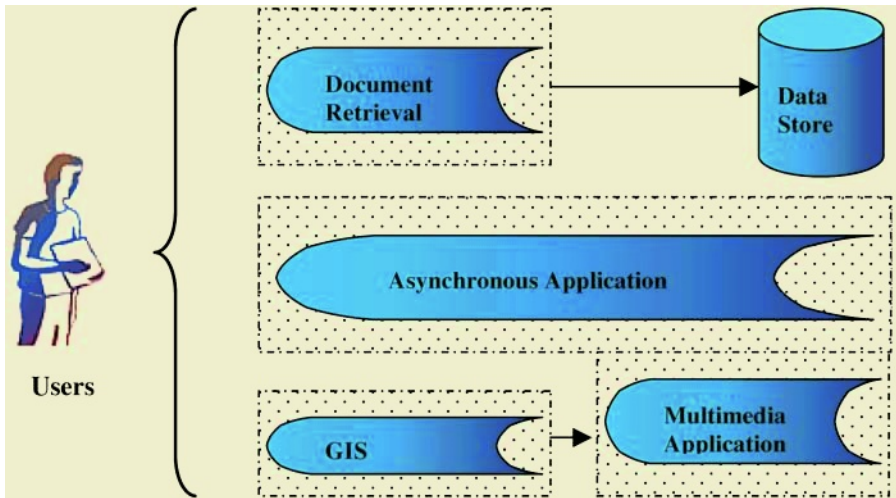 Document
Retrieval
Data
Store
Asynchronous Application
Users
GIS
Multimedia
Application